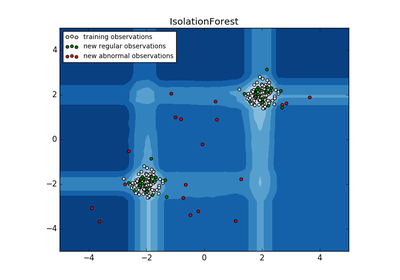 IsolationForest
training observations
new regular observations
new abnormal observations
4
2
0
−2
−4
−4
−2
0
2
4